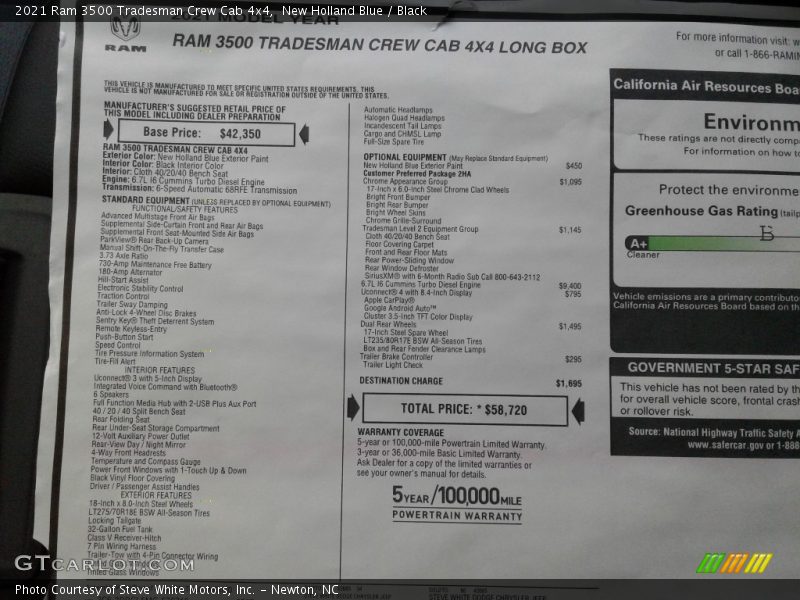 2021 Ram 3500 Tradesman Crew Cab 4x4, New Holland Blue / Black
2021 MODEL YEAR
RAM
RAM 3500 TRADESMAN CREW CAB 4X4 LONG BOX
For more information visit: w
or call 1-866-RAMIN
THIS VEHICLE IS MANUFACTURED TO MEET SPECIFIC UNITED STATES REQUIREMENTS. THIS
VEHICLE IS NOT MANUFACTURED FOR SALE OR REGISTRATION OUTSIDE OF THE UNITED STATES.
MANUFACTURER'S SUGGESTED RETAIL PRICE OF
THIS MODEL INCLUDING DEALER PREPARATION
Base Price: $42,350
RAM 3500 TRADESMAN CREW CAB 4X4
Exterior Color: New Holland Blue Exterior Paint
Interior Color: Black Interior Color
Interior: Cloth 40/20/40 Bench Seat
Engine: 6.7L I6 Cummins Turbo Diesel Engine
Transmission: 6-Speed Automatic 68RFE Transmission
STANDARD EQUIPMENT (UNLESS REPLACED BY OPTIONAL EQUIPMENT)
FUNCTIONAL/SAFETY FEATURES
Advanced Multistage Front Air Bags
Supplemental Side-Curtain Front and Rear Air Bags
Supplemental Front Seat-Mounted Side Air Bags
ParkView® Rear Back-Up Camera
Manual Shift-On-The-Fly Transfer Case
3.73 Axle Ratio
730-Amp Maintenance Free Battery
180-Amp Alternator
Hill-Start Assist
Electronic Stability Control
Traction Control
Trailer Sway Damping
Anti-Lock 4-Wheel Disc Brakes
Sentry Key® Theft Deterrent System
Remote Keyless-Entry
Push-Button Start
Speed Control
Tire Pressure Information System
Tire-Fill Alert
INTERIOR FEATURES
Uconnect® 3 with 5-Inch Display
Integrated Voice Command with Bluetooth®
6 Speakers
Full Function Media Hub with 2-USB Plus Aux Port
40 / 20 / 40 Split Bench Seat
Rear Folding Seat
Rear Under-Seat Storage Compartment
12-Volt Auxiliary Power Outlet
Rear-View Day / Night Mirror
4-Way Front Headrests
Temperature and Compass Gauge
Power Front Windows with 1-Touch Up & Down
Black Vinyl Floor Covering
Driver / Passenger Assist Handles
EXTERIOR FEATURES
18-Inch x 8.0-Inch Steel Wheels
LT275/70R18E BSW All-Season Tires
Locking Tailgate
32-Gallon Fuel Tank
Class V Receiver-Hitch
7 Pin Wiring Harness
Trailer-Tow with 4-Pin Connector Wiring
Tinted Glass Windows
Automatic Headlamps
Halogen Quad Headlamps
Incandescent Tail Lamps
Cargo and CHMSL Lamp
Full-Size Spare Tire
OPTIONAL EQUIPMENT (May Replace Standard Equipment)
New Holland Blue Exterior Paint $450
Customer Preferred Package 2HA
Chrome Appearance Group $1,095
17-Inch x 6.0-Inch Steel Chrome Clad Wheels
Bright Front Bumper
Bright Rear Bumper
Bright Wheel Skins
Chrome Grille-Surround
Tradesman Level 2 Equipment Group $1,145
Cloth 40/20/40 Bench Seat
Floor Covering Carpet
Front and Rear Floor Mats
Rear Power-Sliding Window
Rear Window Defroster
SiriusXM® with 6-Month Radio Sub Call 800-643-2112
6.7L I6 Cummins Turbo Diesel Engine $9,400
Uconnect® 4 with 8.4-Inch Display $795
Apple CarPlay®
Google Android Auto™
Cluster 3.5-Inch TFT Color Display
Dual Rear Wheels $1,495
17-Inch Steel Spare Wheel
LT235/80R17E BSW All-Season Tires
Box and Rear Fender Clearance Lamps
Trailer Brake Controller $295
Trailer Light Check
DESTINATION CHARGE $1,695
TOTAL PRICE: * $58,720
WARRANTY COVERAGE
5-year or 100,000-mile Powertrain Limited Warranty.
3-year or 36,000-mile Basic Limited Warranty.
Ask Dealer for a copy of the limited warranties or
see your owner's manual for details.
5 YEAR/100,000 MILE
POWERTRAIN WARRANTY
California Air Resources Boa
Environm
These ratings are not directly comp
For information on how to
Protect the environme
Greenhouse Gas Rating (tailp
A+
B
Cleaner
Vehicle emissions are a primary contributo
California Air Resources Board based on th
GOVERNMENT 5-STAR SAF
This vehicle has not been rated by th
for overall vehicle score, frontal crash
or rollover risk.
Source: National Highway Traffic Safety A
www.safercar.gov or 1-888
GTCARLOT.COM
Photo Courtesy of Steve White Motors, Inc. – Newton, NC